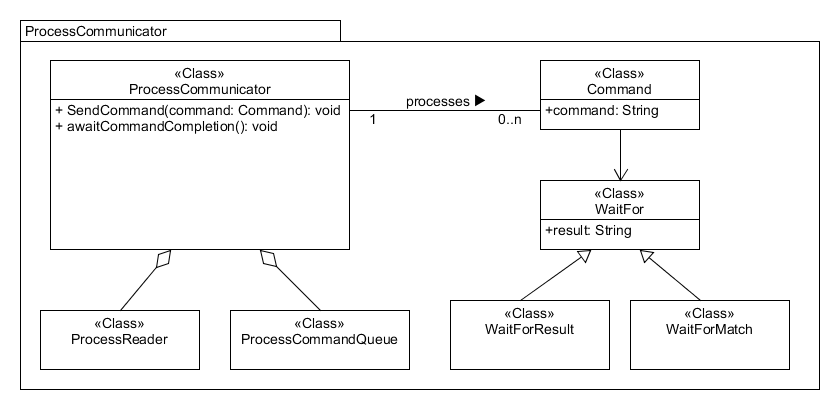 ProcessCommunicator
«Class»
ProcessCommunicator
+ SendCommand(command: Command): void
+ awaitCommandCompletion(): void
processes
1
0..n
«Class»
Command
+command: String
«Class»
WaitFor
+result: String
«Class»
ProcessReader
«Class»
ProcessCommandQueue
«Class»
WaitForResult
«Class»
WaitForMatch